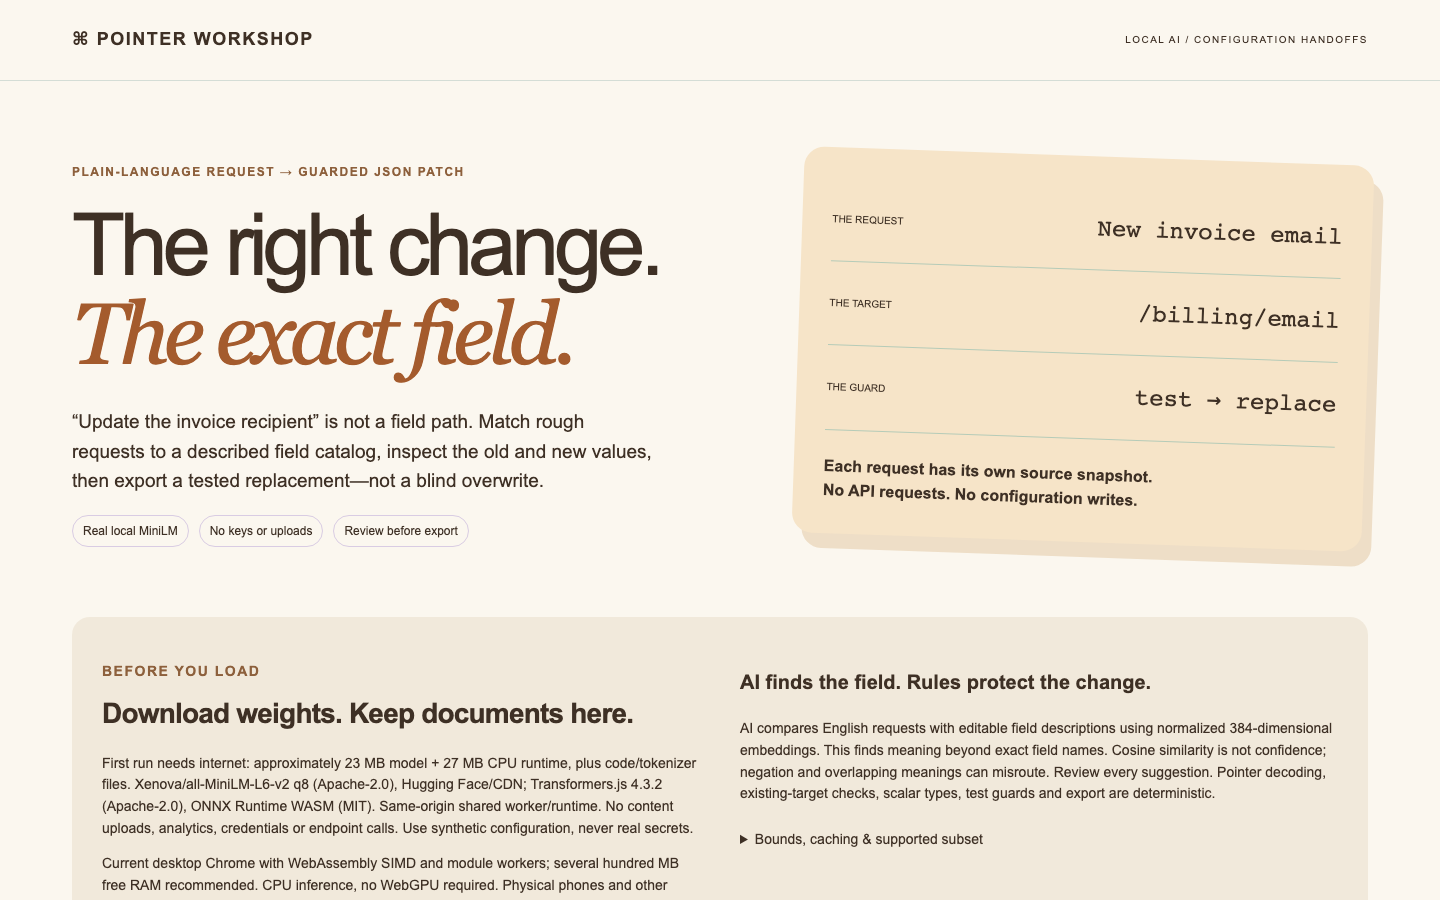 ⌘ POINTER WORKSHOP
LOCAL AI / CONFIGURATION HANDOFFS
PLAIN-LANGUAGE REQUEST → GUARDED JSON PATCH
The right change.
The exact field.
“Update the invoice recipient” is not a field path. Match rough
requests to a described field catalog, inspect the old and new values,
then export a tested replacement—not a blind overwrite.
Real local MiniLM
No keys or uploads
Review before export
THE REQUEST
New invoice email
THE TARGET
/billing/email
THE GUARD
test → replace
Each request has its own source snapshot.
No API requests. No configuration writes.
BEFORE YOU LOAD
Download weights. Keep documents here.
First run needs internet: approximately 23 MB model + 27 MB CPU runtime, plus code/tokenizer
files. Xenova/all-MiniLM-L6-v2 q8 (Apache-2.0), Hugging Face/CDN; Transformers.js 4.3.2
(Apache-2.0), ONNX Runtime WASM (MIT). Same-origin shared worker/runtime. No content
uploads, analytics, credentials or endpoint calls. Use synthetic configuration, never real secrets.
Current desktop Chrome with WebAssembly SIMD and module workers; several hundred MB
free RAM recommended. CPU inference, no WebGPU required. Physical phones and other
AI finds the field. Rules protect the change.
AI compares English requests with editable field descriptions using normalized 384-dimensional
embeddings. This finds meaning beyond exact field names. Cosine similarity is not confidence;
negation and overlapping meanings can misroute. Review every suggestion. Pointer decoding,
existing-target checks, scalar types, test guards and export are deterministic.
▶ Bounds, caching & supported subset